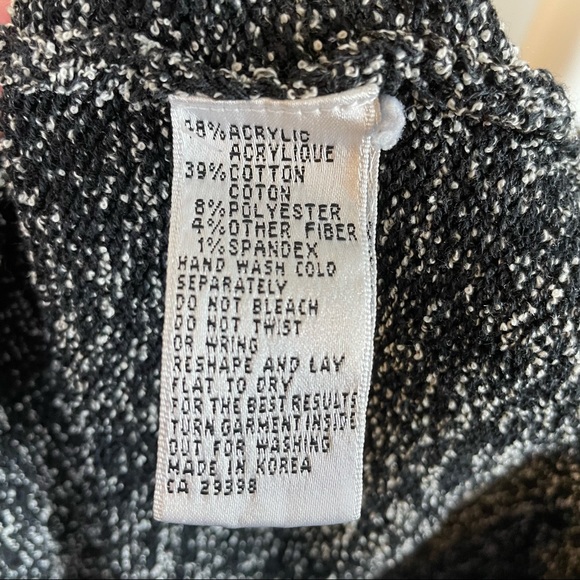 48%ACRYLIC
ACRYLIQUE
39%COTTON
COTON
8%POLYESTER
4%OTHER FIBER
1%SPANDEX
HAND WASH COLD
SEPARATELY
DO NOT BLEACH
DO NOT TWIST
OR WRING
RESHAPE AND LAY
FLAT TO DRY
FOR THE BEST RESULTS
TURN GARMENT INSIDE
OUT FOR WASHING
MADE IN KOREA
CA 29398